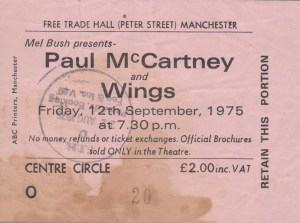 FREE TRADE HALL (PETER STREET) MANCHESTER
Mel Bush presents-
Paul McCartney
and
Wings
Friday, 12th September, 1975
at 7.30 p.m.
No money refunds or ticket exchanges. Official Brochures
sold ONLY in the Theatre.
CENTRE CIRCLE £2.00 inc. VAT
O 20
ABC Printers, Manchester
RETAIN THIS PORTION